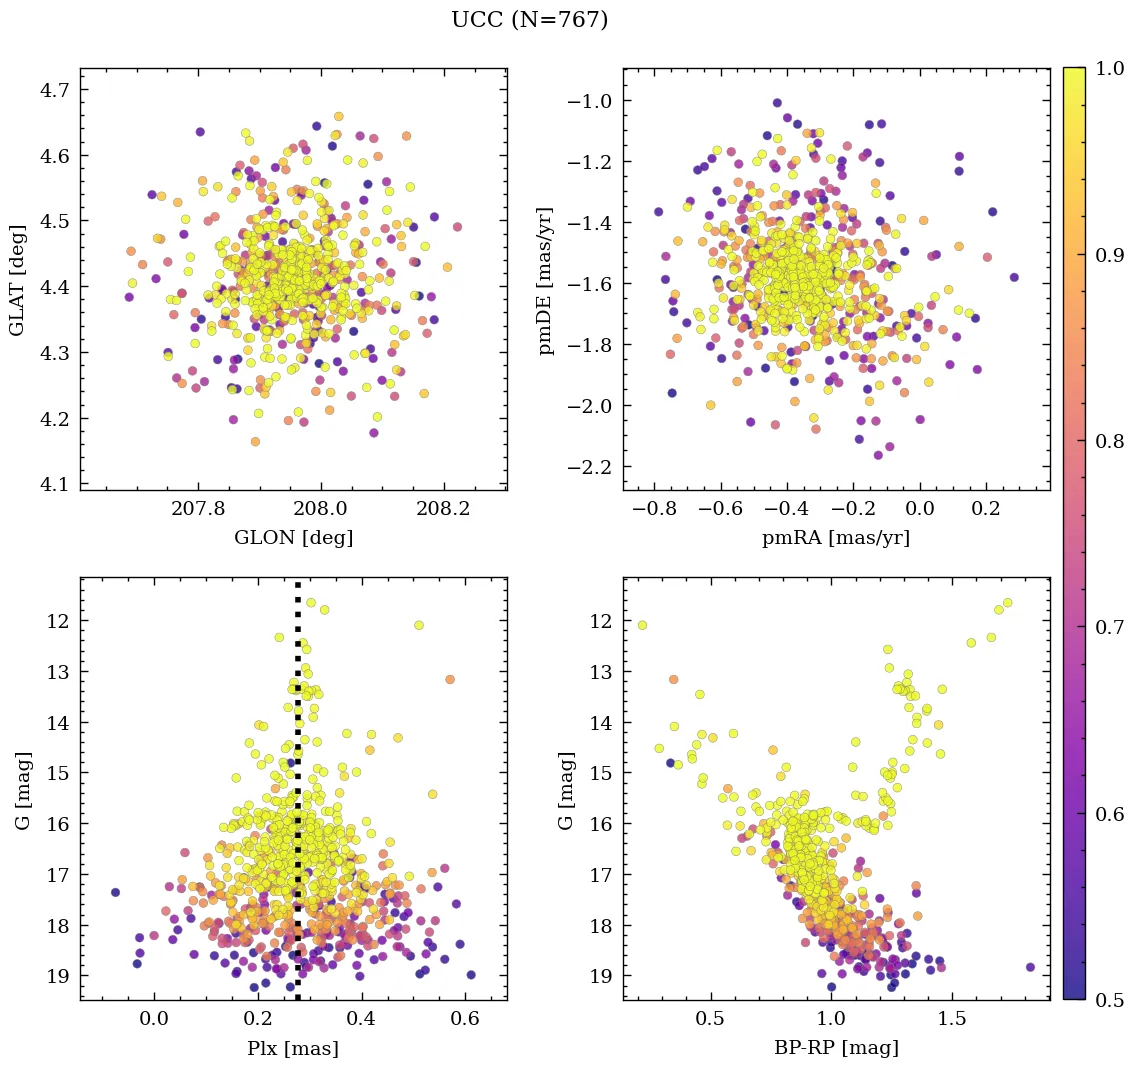 UCC (N=767)
4.7
4.6
4.5
4.4
4.3
4.2
4.1
GLAT [deg]
207.8 208.0 208.2
GLON [deg]
−1.0
−1.2
−1.4
−1.6
−1.8
−2.0
−2.2
pmDE [mas/yr]
−0.8 −0.6 −0.4 −0.2 0.0 0.2
pmRA [mas/yr]
12
13
14
15
16
17
18
19
G [mag]
0.0 0.2 0.4 0.6
Plx [mas]
12
13
14
15
16
17
18
19
G [mag]
0.5 1.0 1.5
BP-RP [mag]
1.0
0.9
0.8
0.7
0.6
0.5